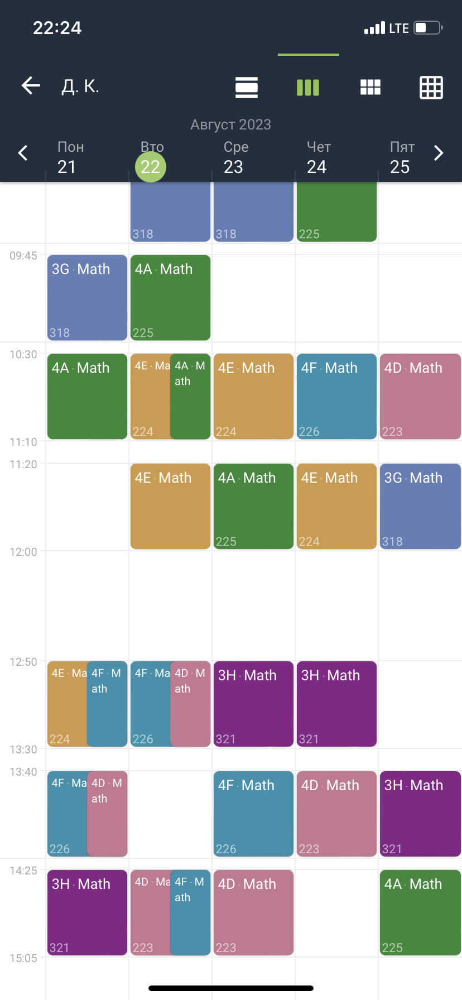 22:24
LTE
Д. К.
Август 2023
Пон Вто Сре Чет Пят
21 22 23 24 25
318 318 225
09:45
3G · Math 4A · Math
318 225
10:30
4A · Math 4E · Ma 4A · M 4E · Math 4F · Math 4D · Math
ath
224 224 226 223
11:10
11:20
4E · Math 4A · Math 4E · Math 3G · Math
225 224 318
12:00
12:50
4E · Ma 4F · M 4F · Ma 4D · M 3H · Math 3H · Math
ath ath
224 226 321 321
13:30
13:40
4F · Ma 4D · M 4F · Math 4D · Math 3H · Math
ath
226 226 223 321
14:25
3H · Math 4D · Ma 4F · M 4D · Math 4A · Math
ath
321 223 223 225
15:05